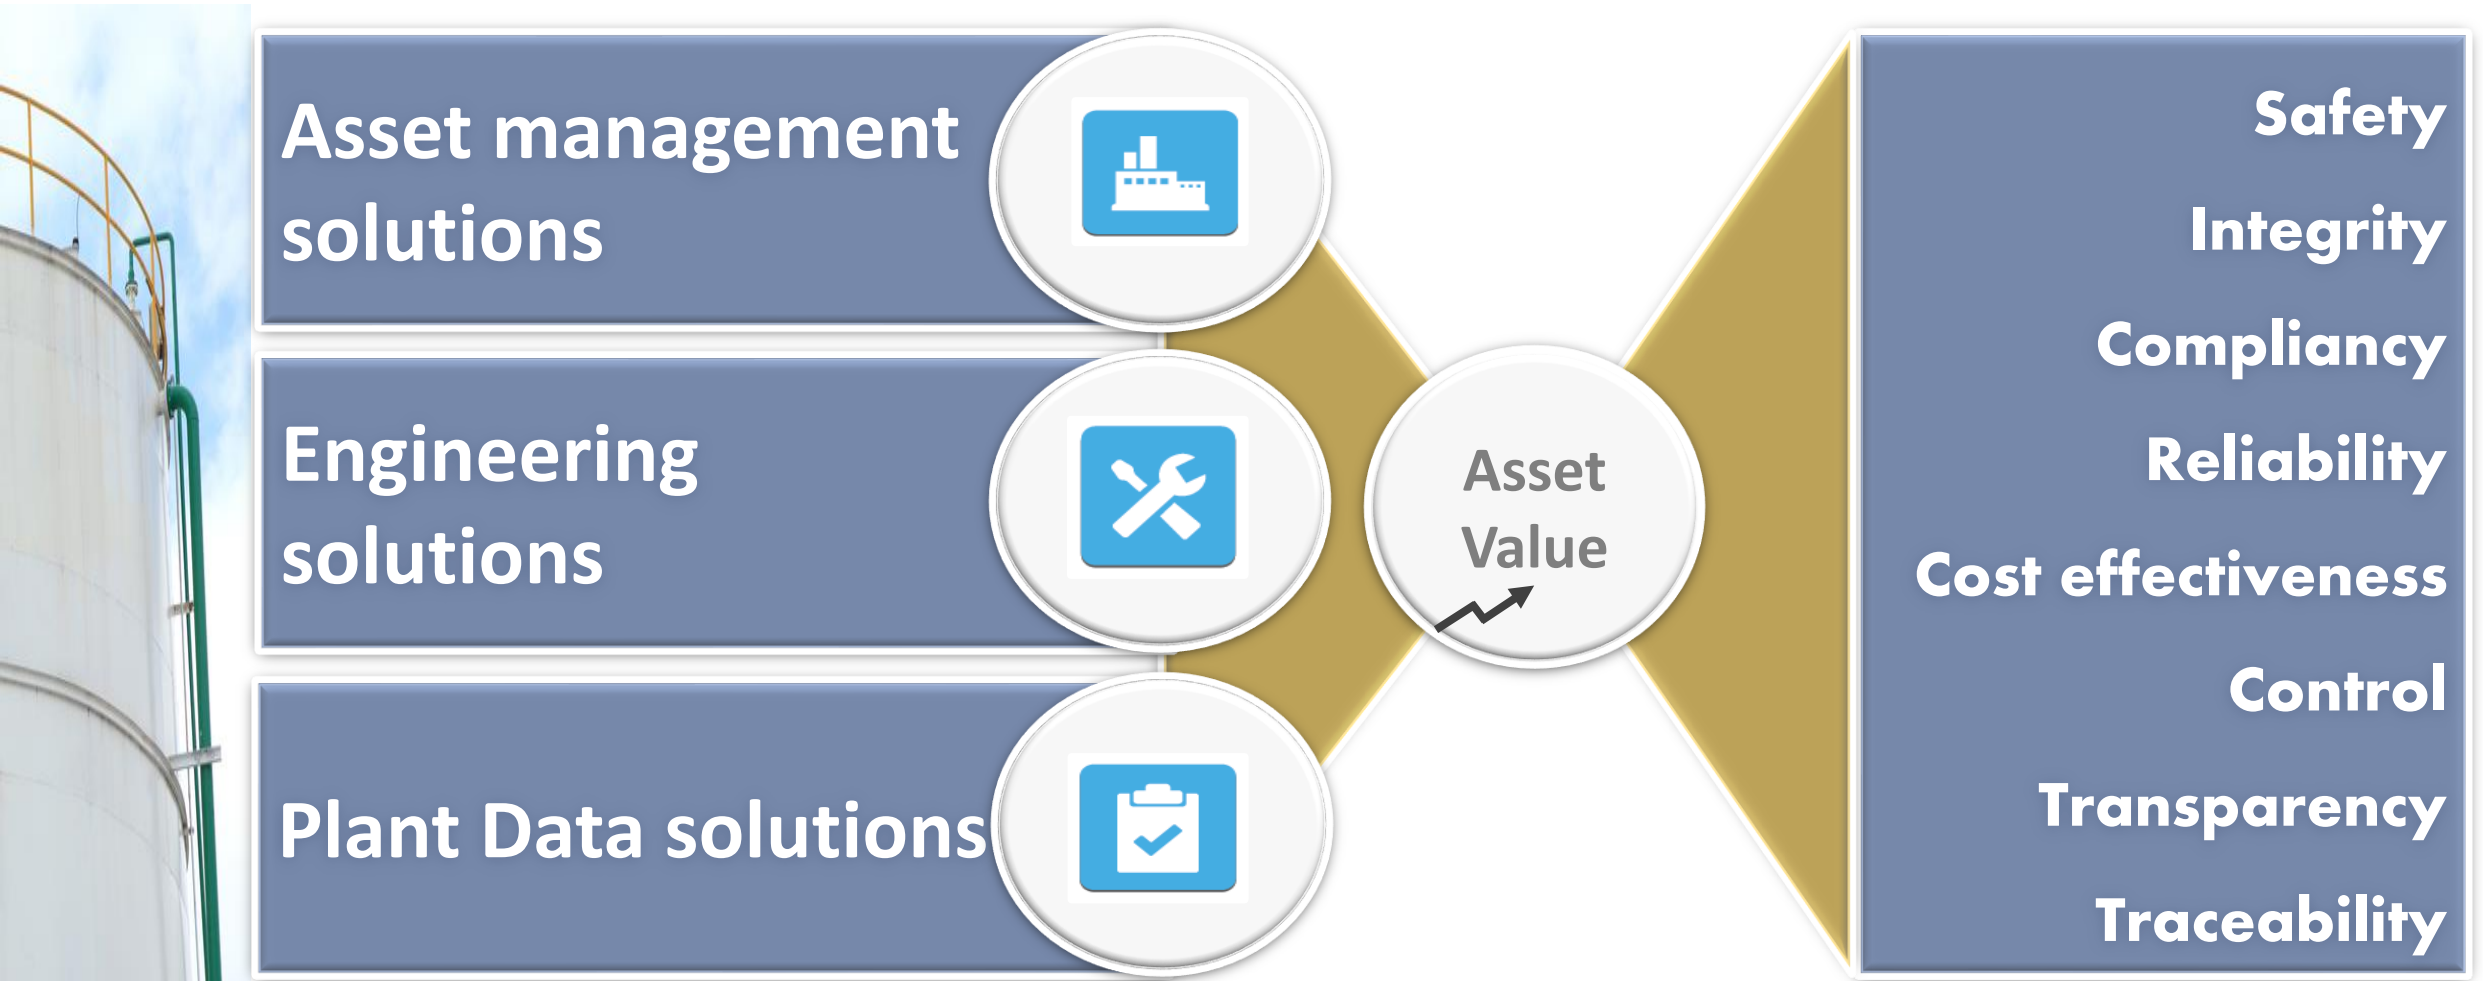 Asset management
solutions
Engineering
solutions
Plant Data solutions
Asset
Value
Safety
Integrity
Compliancy
Reliability
Cost effectiveness
Control
Transparency
Traceability